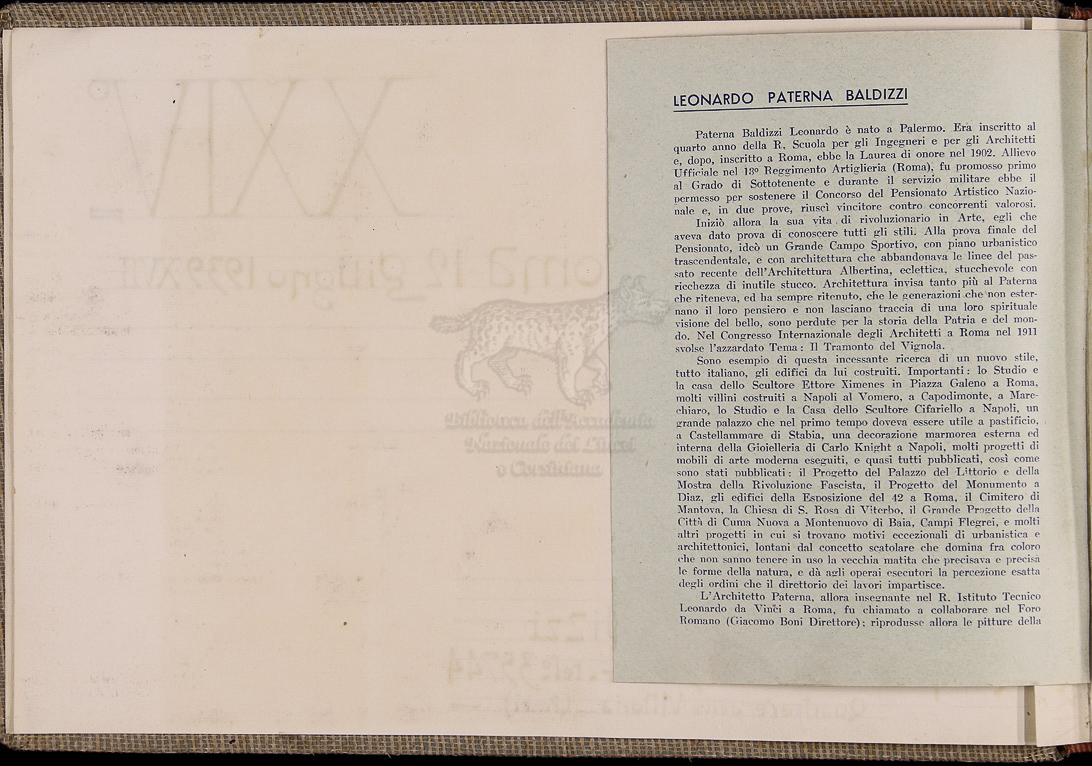 LEONARDO PATERNA BALDIZZI
Paterna Baldizzi Leonardo è nato a Palermo. Era inscritto al
quarto anno della R. Scuola per gli Ingegneri e per gli Architetti
e, dopo, inscritto a Roma, ebbe la Laurea di onore nel 1902. Allievo
Ufficiale nel 13º Reggimento Artiglieria (Roma), fu promosso primo
al Grado di Sottotenente e durante il servizio militare ebbe il
permesso per sostenere il Concorso del Pensionato Artistico Nazio-
nale e, in due prove, riuscì vincitore contro concorrenti valorosi.
Iniziò allora la sua vita di rivoluzionario in Arte, egli che
aveva dato prova di conoscere tutti gli stili. Alla prova finale del
Pensionato, ideò un Grande Campo Sportivo, con piano urbanistico
trascendentale, e con architettura che abbandonava le linee del pas-
sato recente dell'Architettura Albertina, eclettica, stucchevole con
ricchezza di inutile stucco. Architettura invisa tanto più al Paterna
che riteneva, ed ha sempre ritenuto, che le generazioni che non ester-
nano il loro pensiero e non lasciano traccia di una loro spirituale
visione del bello, sono perdute per la storia della Patria e del mon-
do. Nel Congresso Internazionale degli Architetti a Roma nel 1911
svolse l'azzardato Tema: Il Tramonto del Vignola.
Sono esempio di questa incessante ricerca di un nuovo stile,
tutto italiano, gli edifici da lui costruiti. Importanti: lo Studio e
la casa dello Scultore Ettore Ximenes in Piazza Galeno a Roma,
molti villini costruiti a Napoli al Vomero, a Capodimonte, a Mare-
chiaro, lo Studio e la Casa dello Scultore Cifariello a Napoli, un
grande palazzo che nel primo tempo doveva essere utile a pastificio,
a Castellammare di Stabia, una decorazione marmorea esterna ed
interna della Gioielleria di Carlo Knight a Napoli, molti progetti di
mobili di arte moderna eseguiti, e quasi tutti pubblicati, così come
sono stati pubblicati: il Progetto del Palazzo del Littorio e della
Mostra della Rivoluzione Fascista, il Progetto del Monumento a
Diaz, gli edifici della Esposizione del 42 a Roma, il Cimitero di
Mantova, la Chiesa di S. Rosa di Viterbo, il Grande Progetto della
Città di Cuma Nuova a Montenuovo di Baia, Campi Flegrei, e molti
altri progetti in cui si trovano motivi eccezionali di urbanistica e
architettonici, lontani dal concetto scatolare che domina fra coloro
che non sanno tenere in uso la vecchia matita che precisava e precisa
le forme della natura, e dà agli operai esecutori la percezione esatta
degli ordini che il direttorio dei lavori impartisce.
L'Architetto Paterna, allora insegnante nel R. Istituto Tecnico
Leonardo da Vinci a Roma, fu chiamato a collaborare nel Foro
Romano (Giacomo Boni Direttore); riprodusse allora le pitture della
Biblioteca dell'Accademia
Nazionale dei Lincei
e Corsiniana